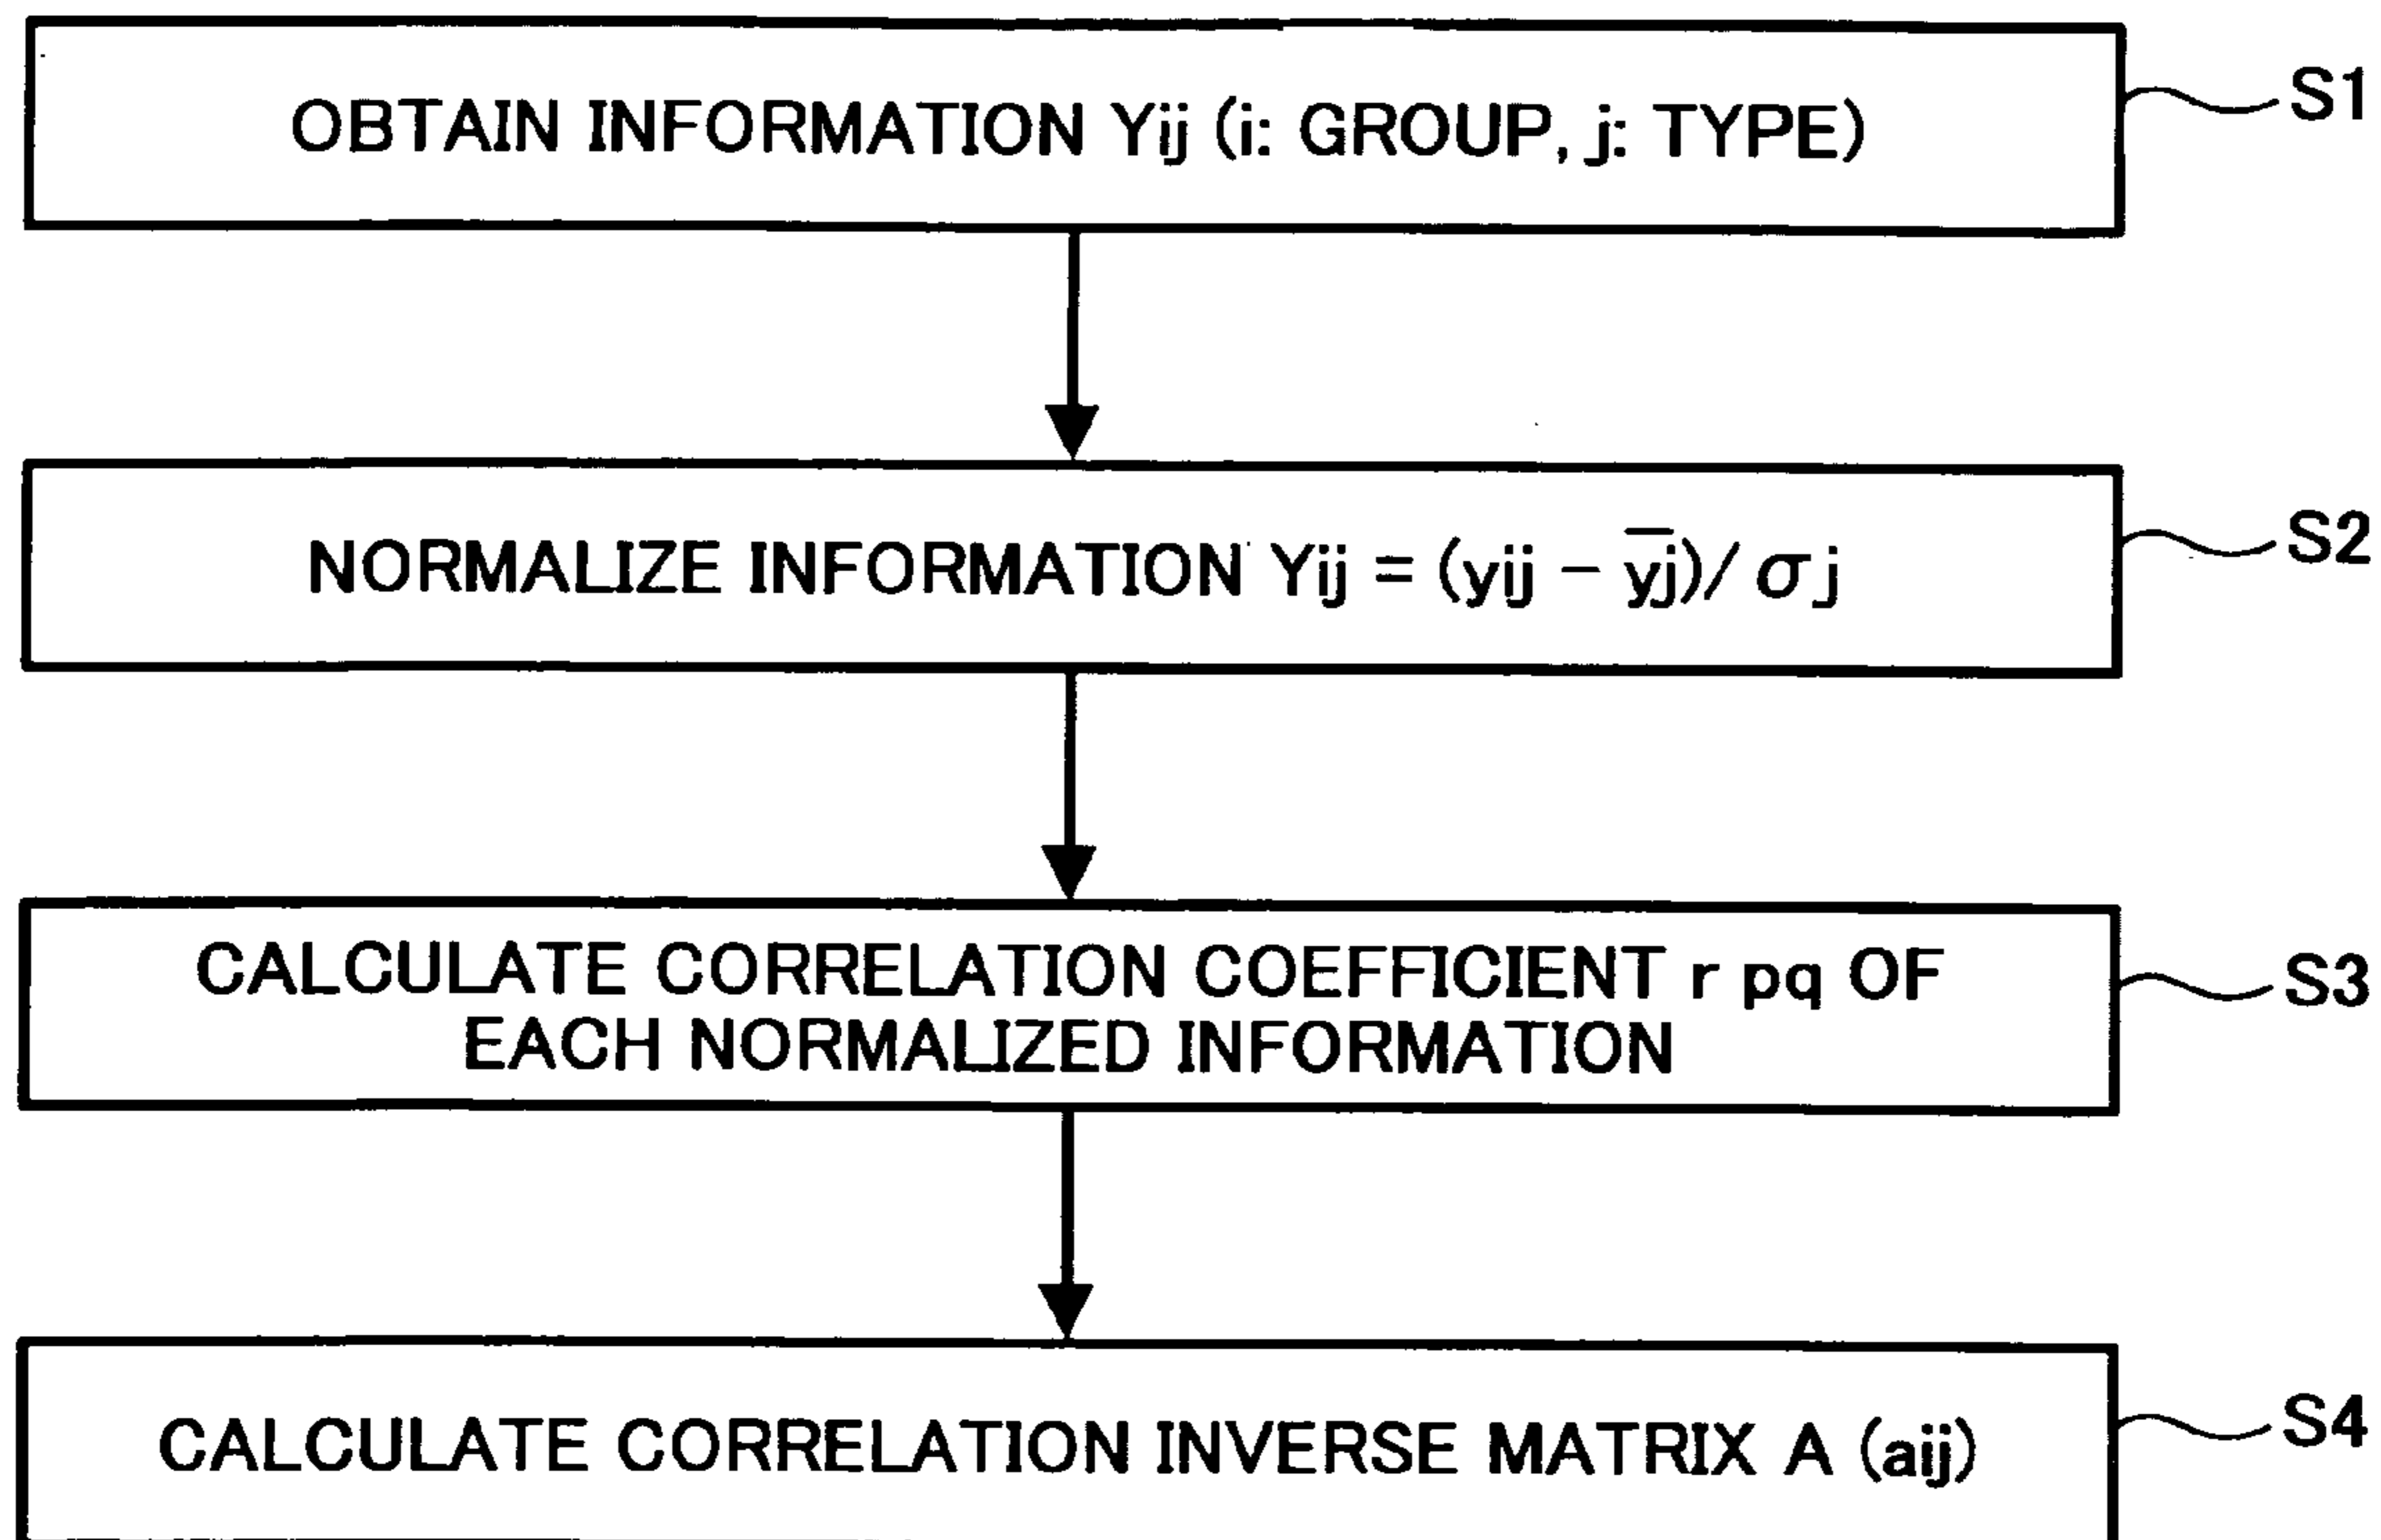 OBTAIN INFORMATION Yij (i: GROUP, j: TYPE)
S1
NORMALIZE INFORMATION Yij = (yij − y̅j̅)/σj
S2
CALCULATE CORRELATION COEFFICIENT r pq OF
EACH NORMALIZED INFORMATION
S3
CALCULATE CORRELATION INVERSE MATRIX A (aij)
S4